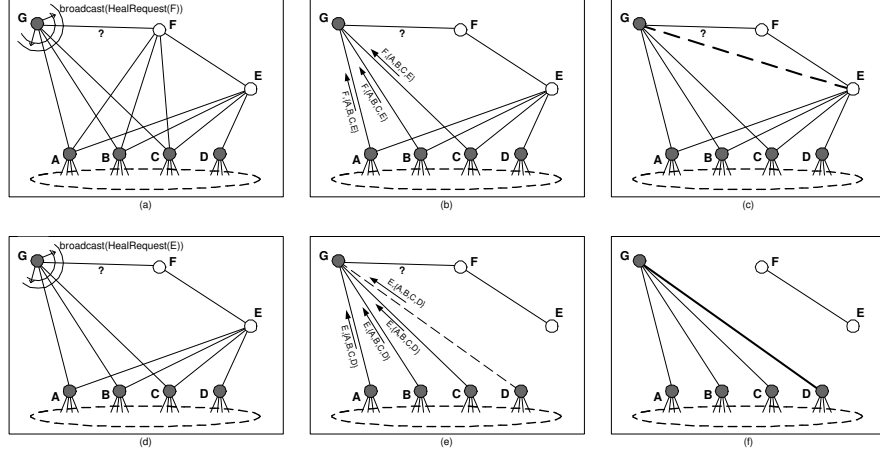 broadcast(HealRequest(F))
G
?
F
E
A
B
C
D
(a)
G
?
F
F,{A,B,C,E}
F,{A,B,C,E}
F,{A,B,C,E}
E
A
B
C
D
(b)
G
?
F
E
A
B
C
D
(c)
broadcast(HealRequest(E))
G
?
F
E
A
B
C
D
(d)
G
?
F
E,{A,B,C,D}
E,{A,B,C,D}
E,{A,B,C,D}
E,{A,B,C,D}
E
A
B
C
D
(e)
G
F
E
A
B
C
D
(f)